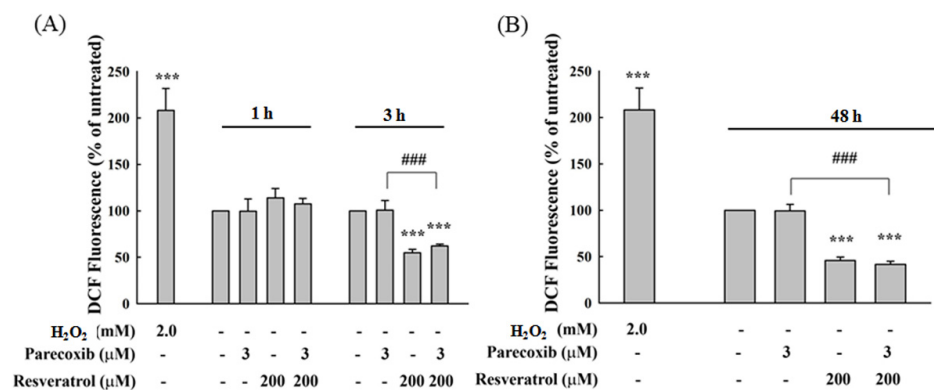 (A)
(B)
DCF Fluorescence (% of untreated)
250
200
150
100
50
0
***
1 h
3 h
###
***
***
H₂O₂ (mM) 2.0 - - - - - - - -
Parecoxib (μM) - - 3 - 3 - 3 - 3
Resveratrol (μM) - - - 200 200 - - 200 200
DCF Fluorescence (% of untreated)
250
200
150
100
50
0
***
48 h
###
***
***
H₂O₂ (mM) 2.0 - - - -
Parecoxib (μM) - - 3 - 3
Resveratrol (μM) - - - 200 200